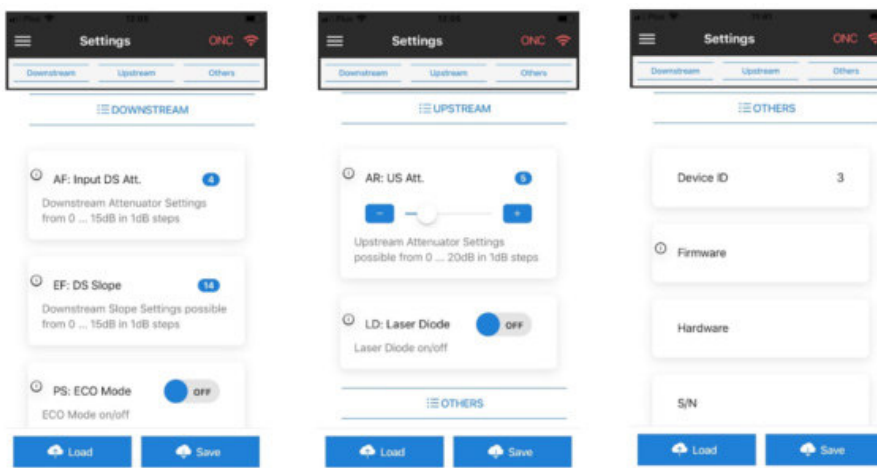 Plus
Settings
ONC
Downstream
Upstream
Others
DOWNSTREAM
AF: Input DS Att.
4
Downstream Attenuator Settings
from 0 ... 15dB in 1dB steps
EF: DS Slope
14
Downstream Slope Settings possible
from 0 ... 15dB in 1dB steps
PS: ECO Mode
OFF
ECO Mode on/off
Load
Save
Settings
ONC
Downstream
Upstream
Others
UPSTREAM
AR: US Att.
5
Upstream Attenuator Settings
possible from 0 ... 20dB in 1dB steps
LD: Laser Diode
OFF
Laser Diode on/off
OTHERS
Load
Save
Settings
ONC
Downstream
Upstream
Others
OTHERS
Device ID
3
Firmware
Hardware
S/N
Load
Save